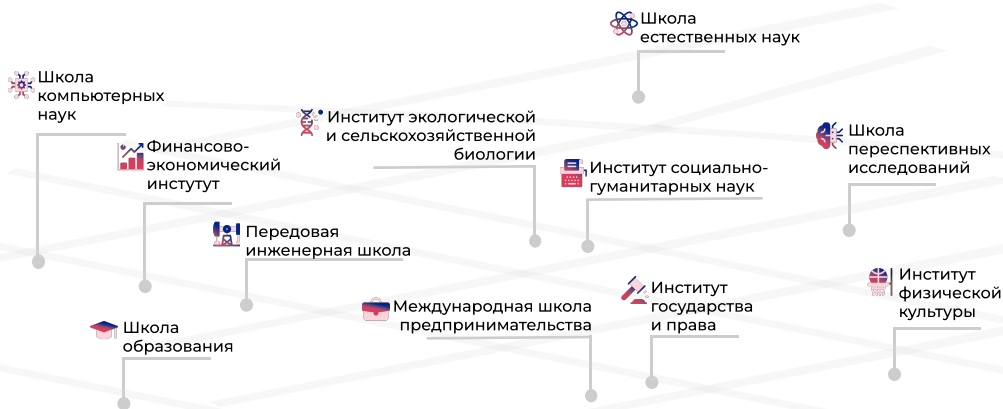 Школа
естественных наук
Школа
компьютерных
наук
Институт экологической
и сельскохозяйственной
биологии
Школа
переспективных
исследований
Финансово-
экономический
инстутут
Институт социально-
гуманитарных наук
Передовая
инженерная школа
Институт
физической
культуры
Институт
государства
и права
Международная школа
предпринимательства
Школа
образования